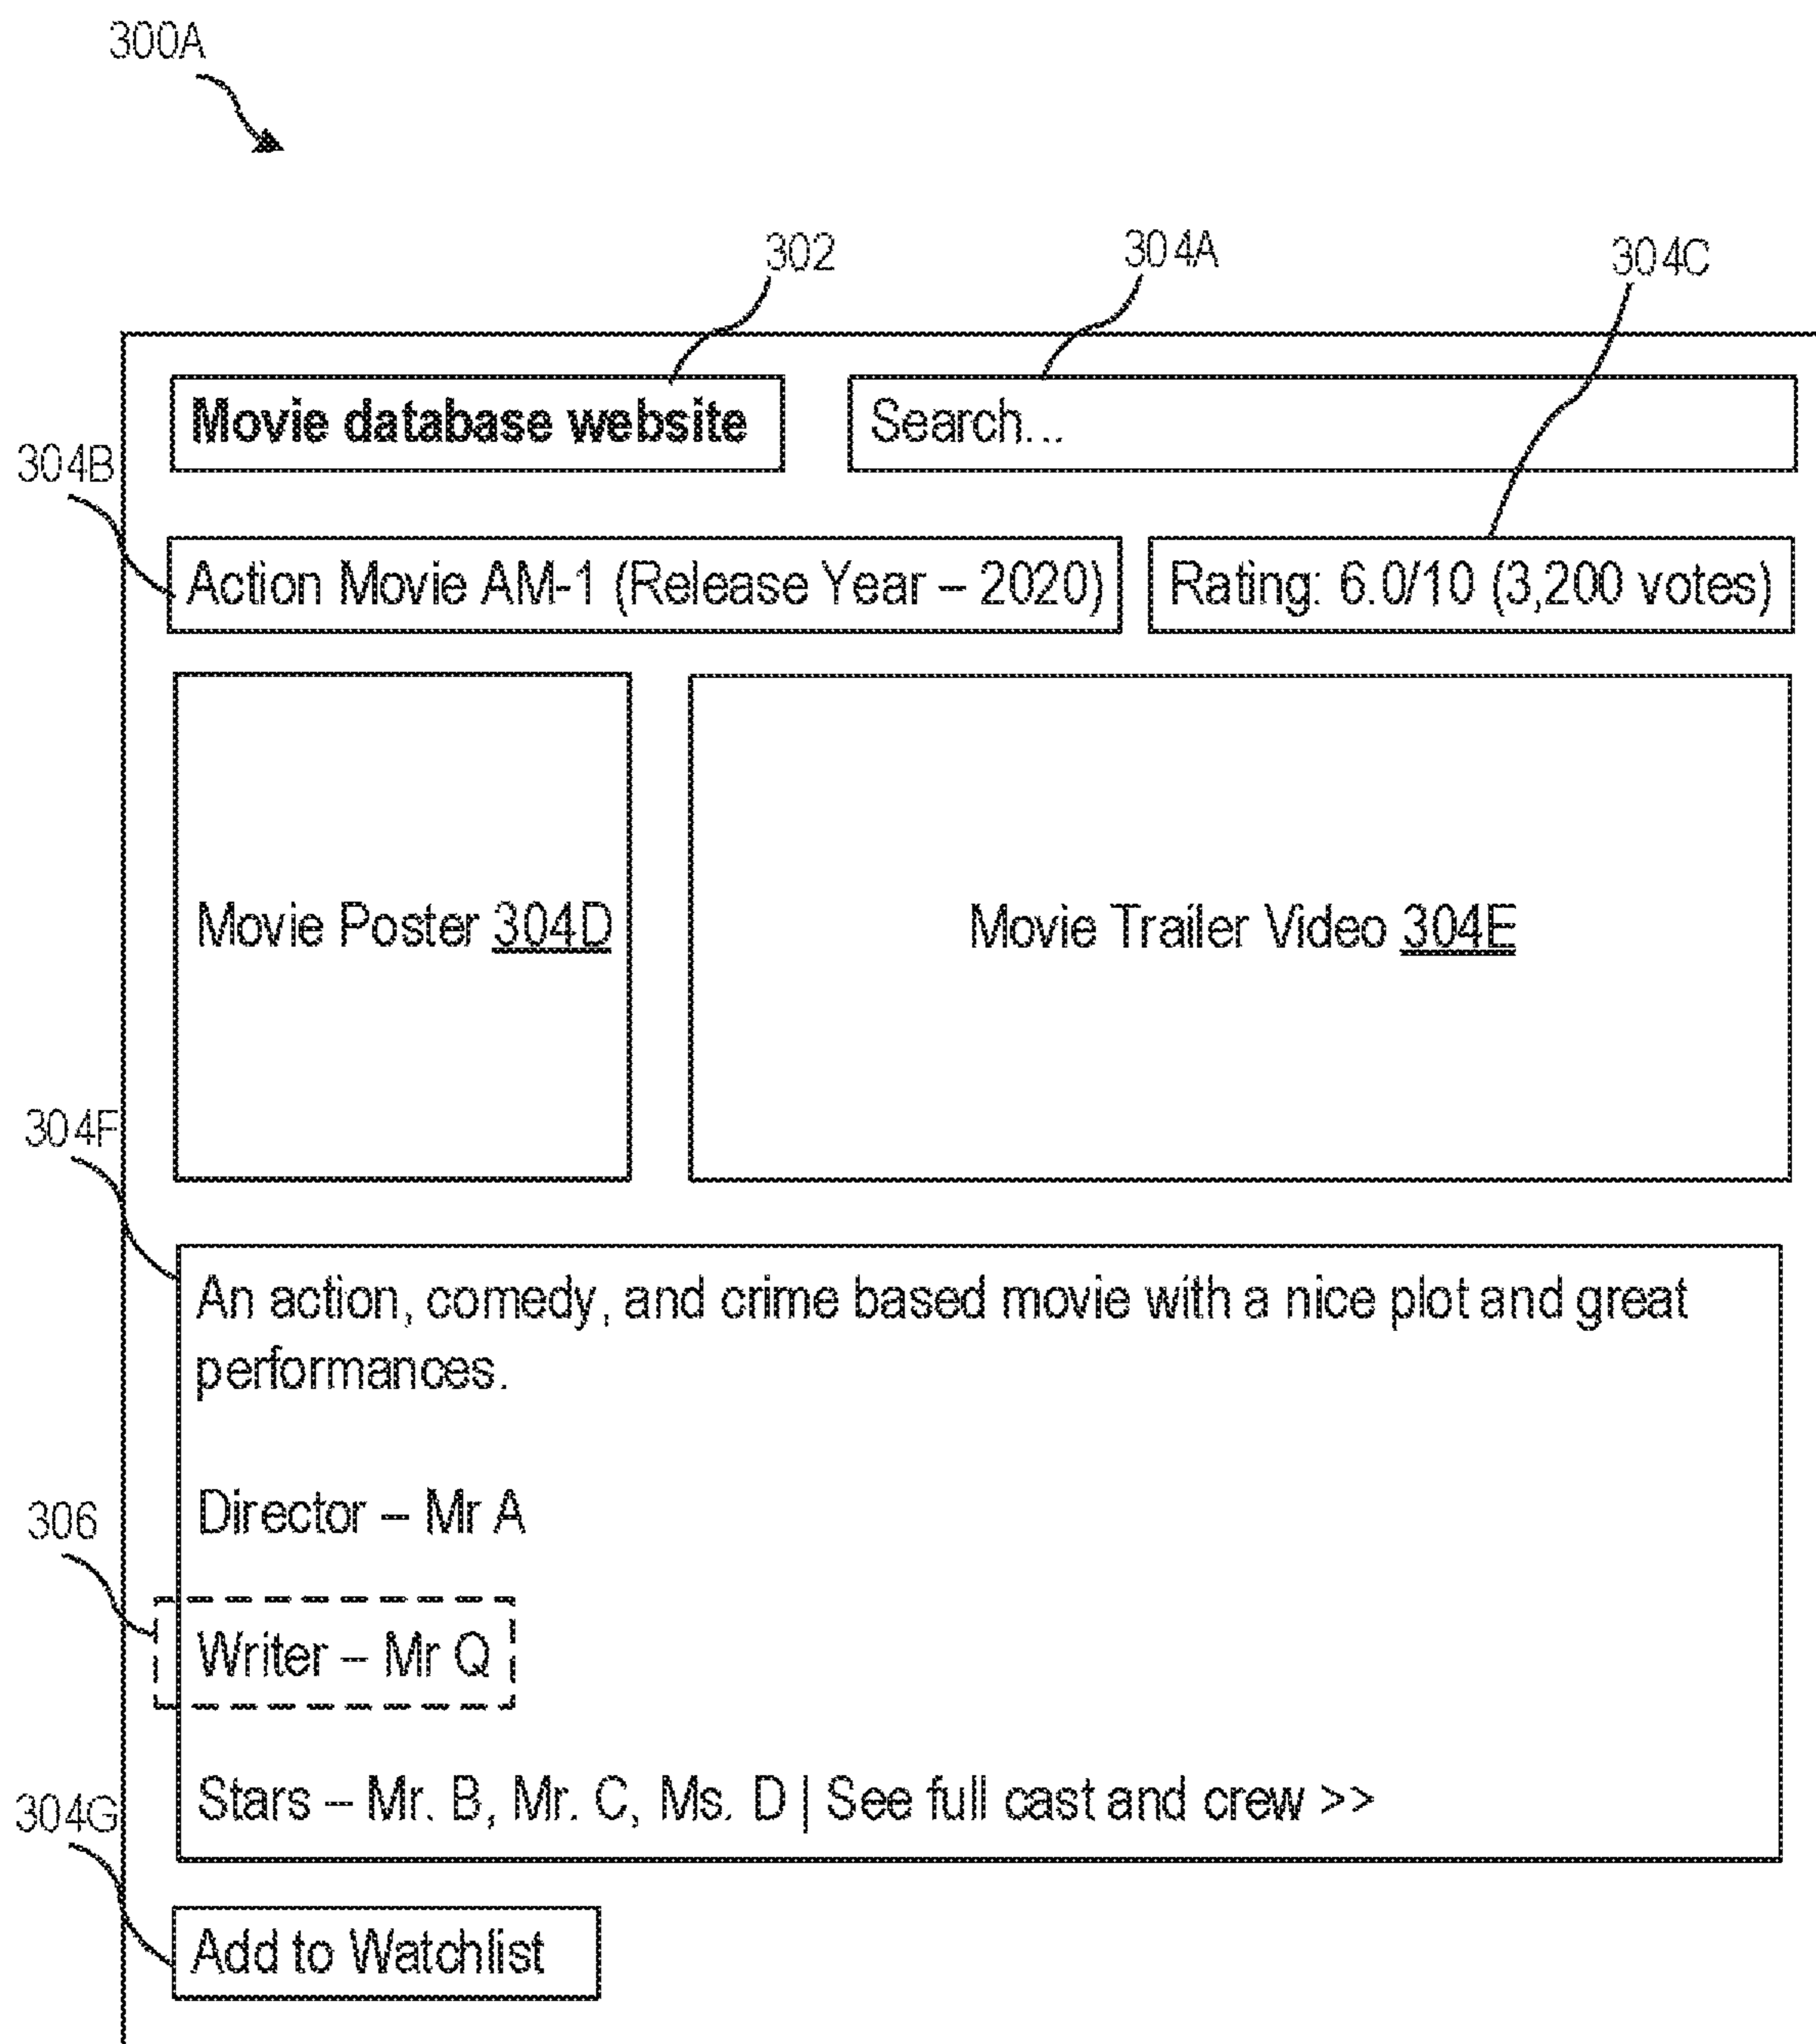 300A
302
304A
304C
Movie database website
Search...
304B
Action Movie AM-1 (Release Year – 2020)
Rating: 6.0/10 (3,200 votes)
Movie Poster 304D
Movie Trailer Video 304E
304F
An action, comedy, and crime based movie with a nice plot and great
performances.
Director – Mr A
306
Writer – Mr Q
Stars – Mr. B, Mr. C, Ms. D | See full cast and crew >>
304G
Add to Watchlist